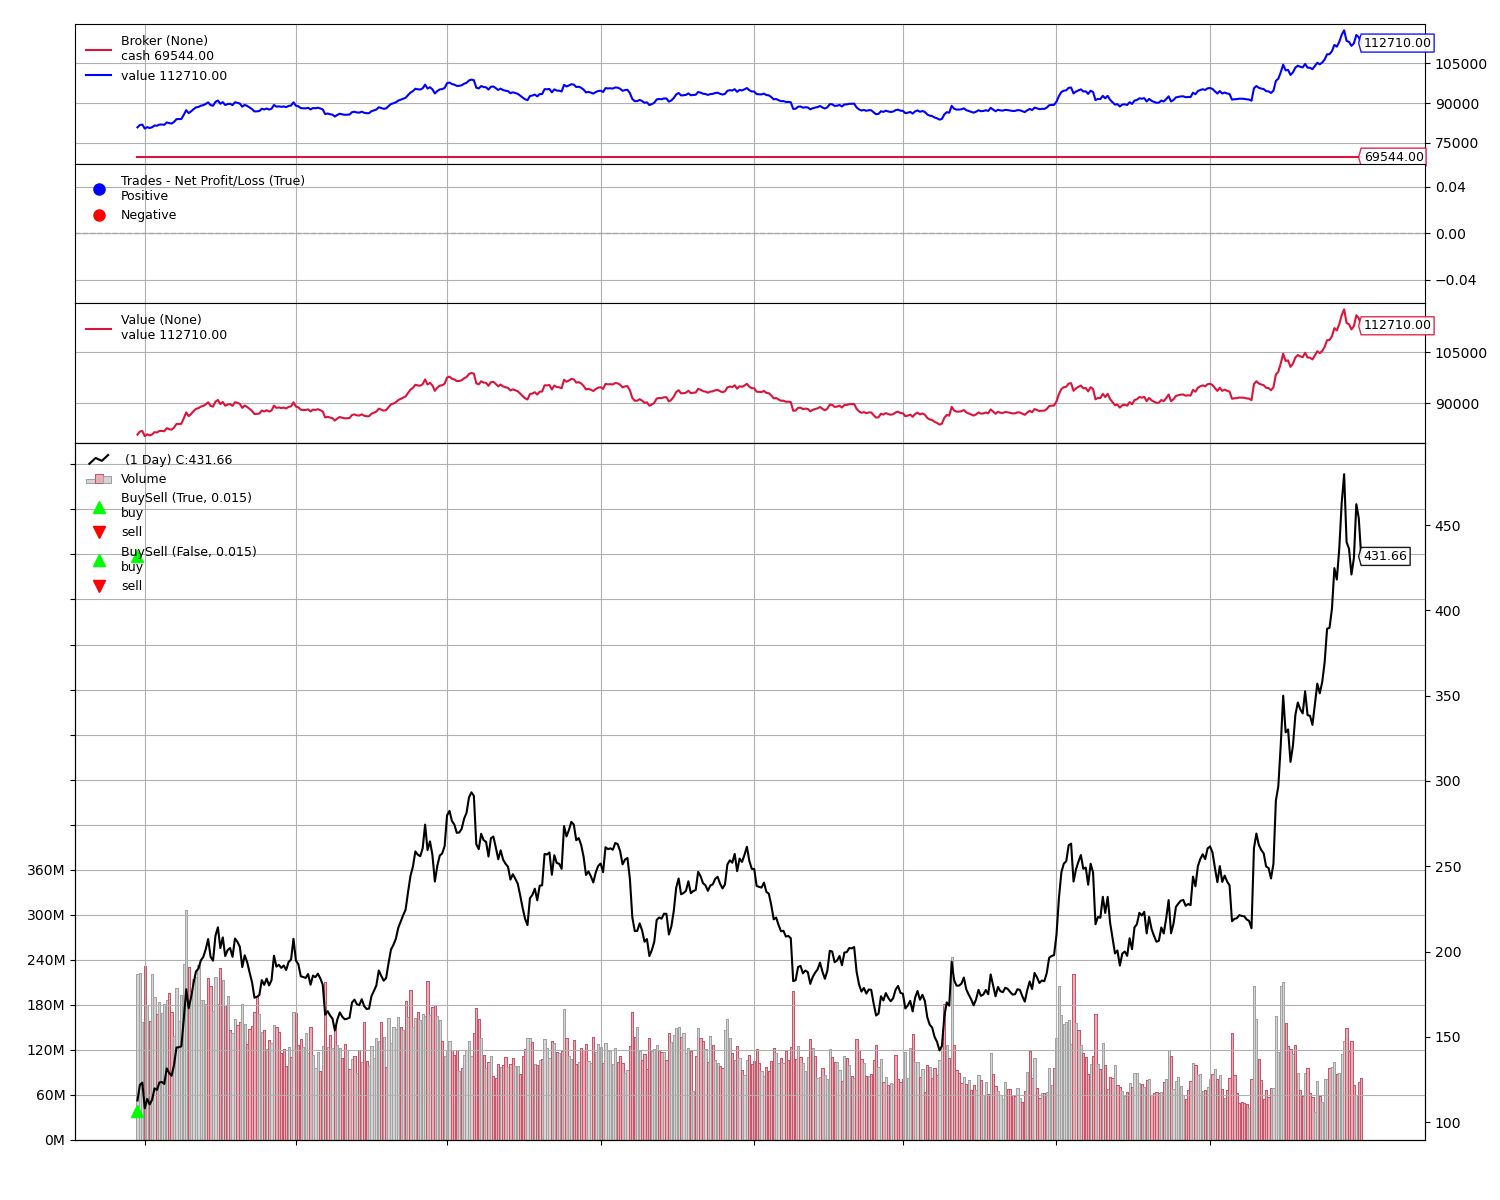 Broker (None)
cash 69544.00
value 112710.00
112710.00
105000
90000
75000
69544.00
Trades - Net Profit/Loss (True)
Positive
Negative
0.04
0.00
−0.04
Value (None)
value 112710.00
112710.00
105000
90000
(1 Day) C:431.66
Volume
BuySell (True, 0.015)
buy
sell
BuySell (False, 0.015)
buy
sell
450
431.66
400
350
300
250
200
150
100
360M
300M
240M
180M
120M
60M
0M